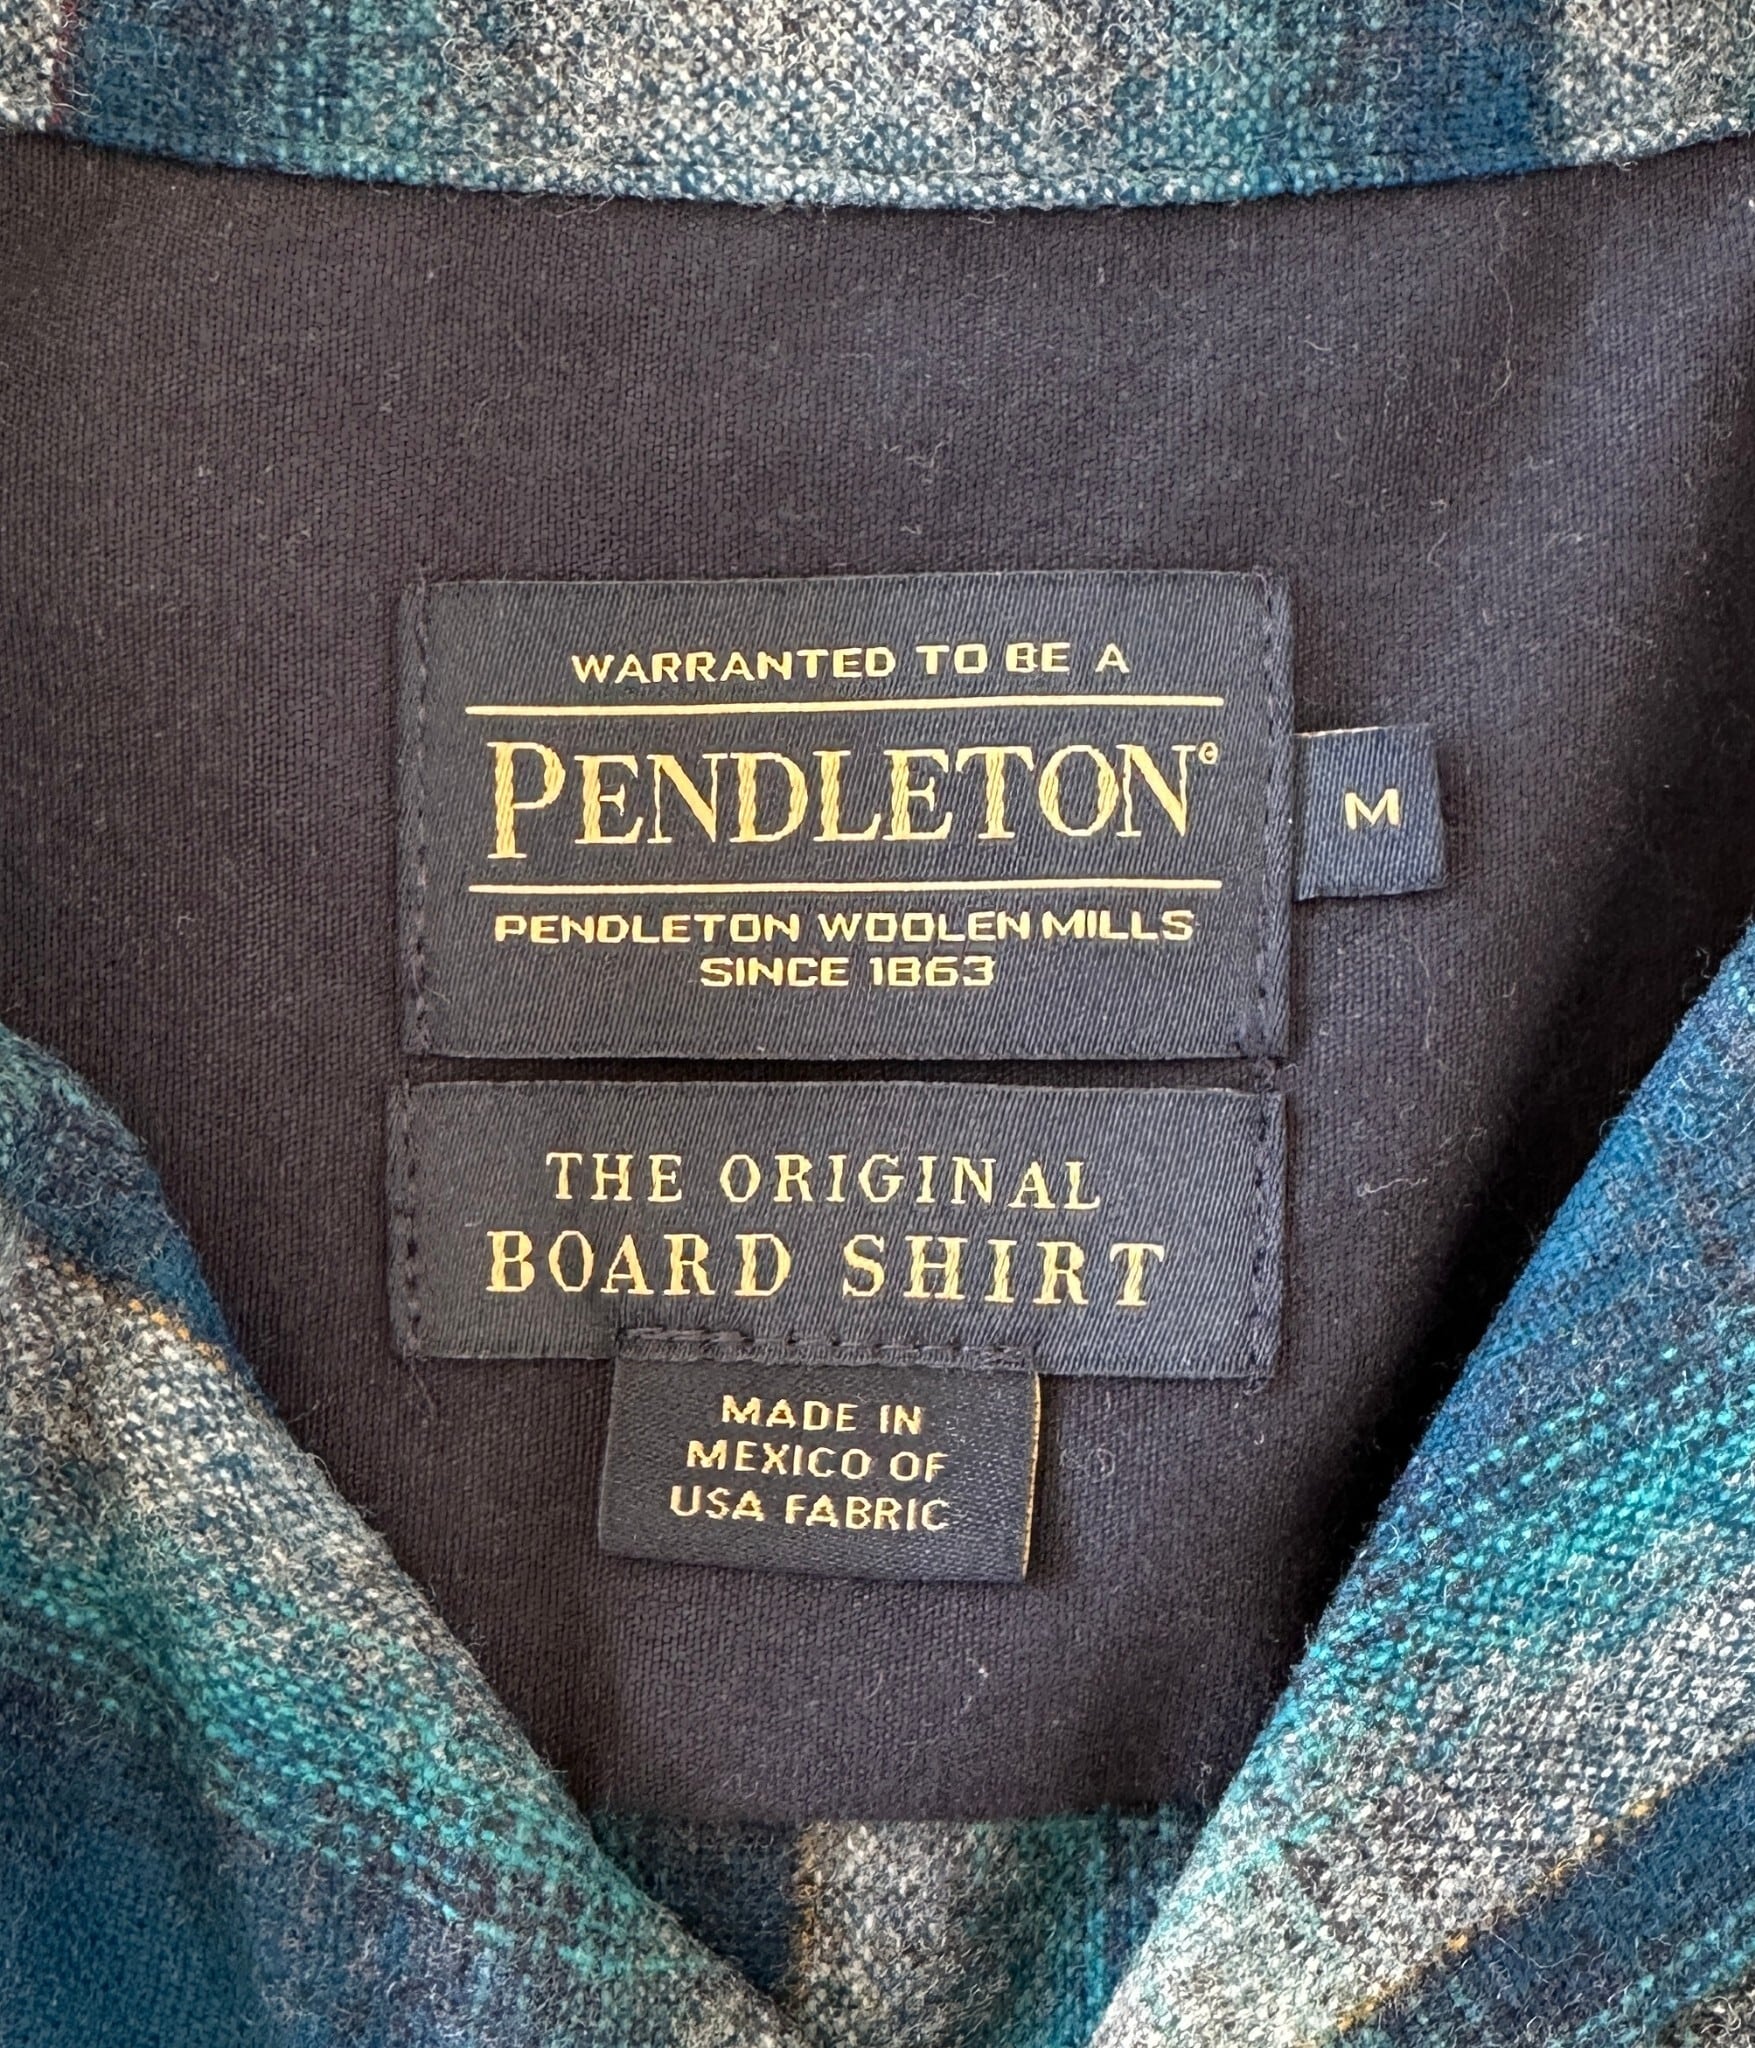 WARRANTED TO BE A
PENDLETON®
M
PENDLETON WOOLEN MILLS
SINCE 1863
THE ORIGINAL
BOARD SHIRT
MADE IN
MEXICO OF
USA FABRIC